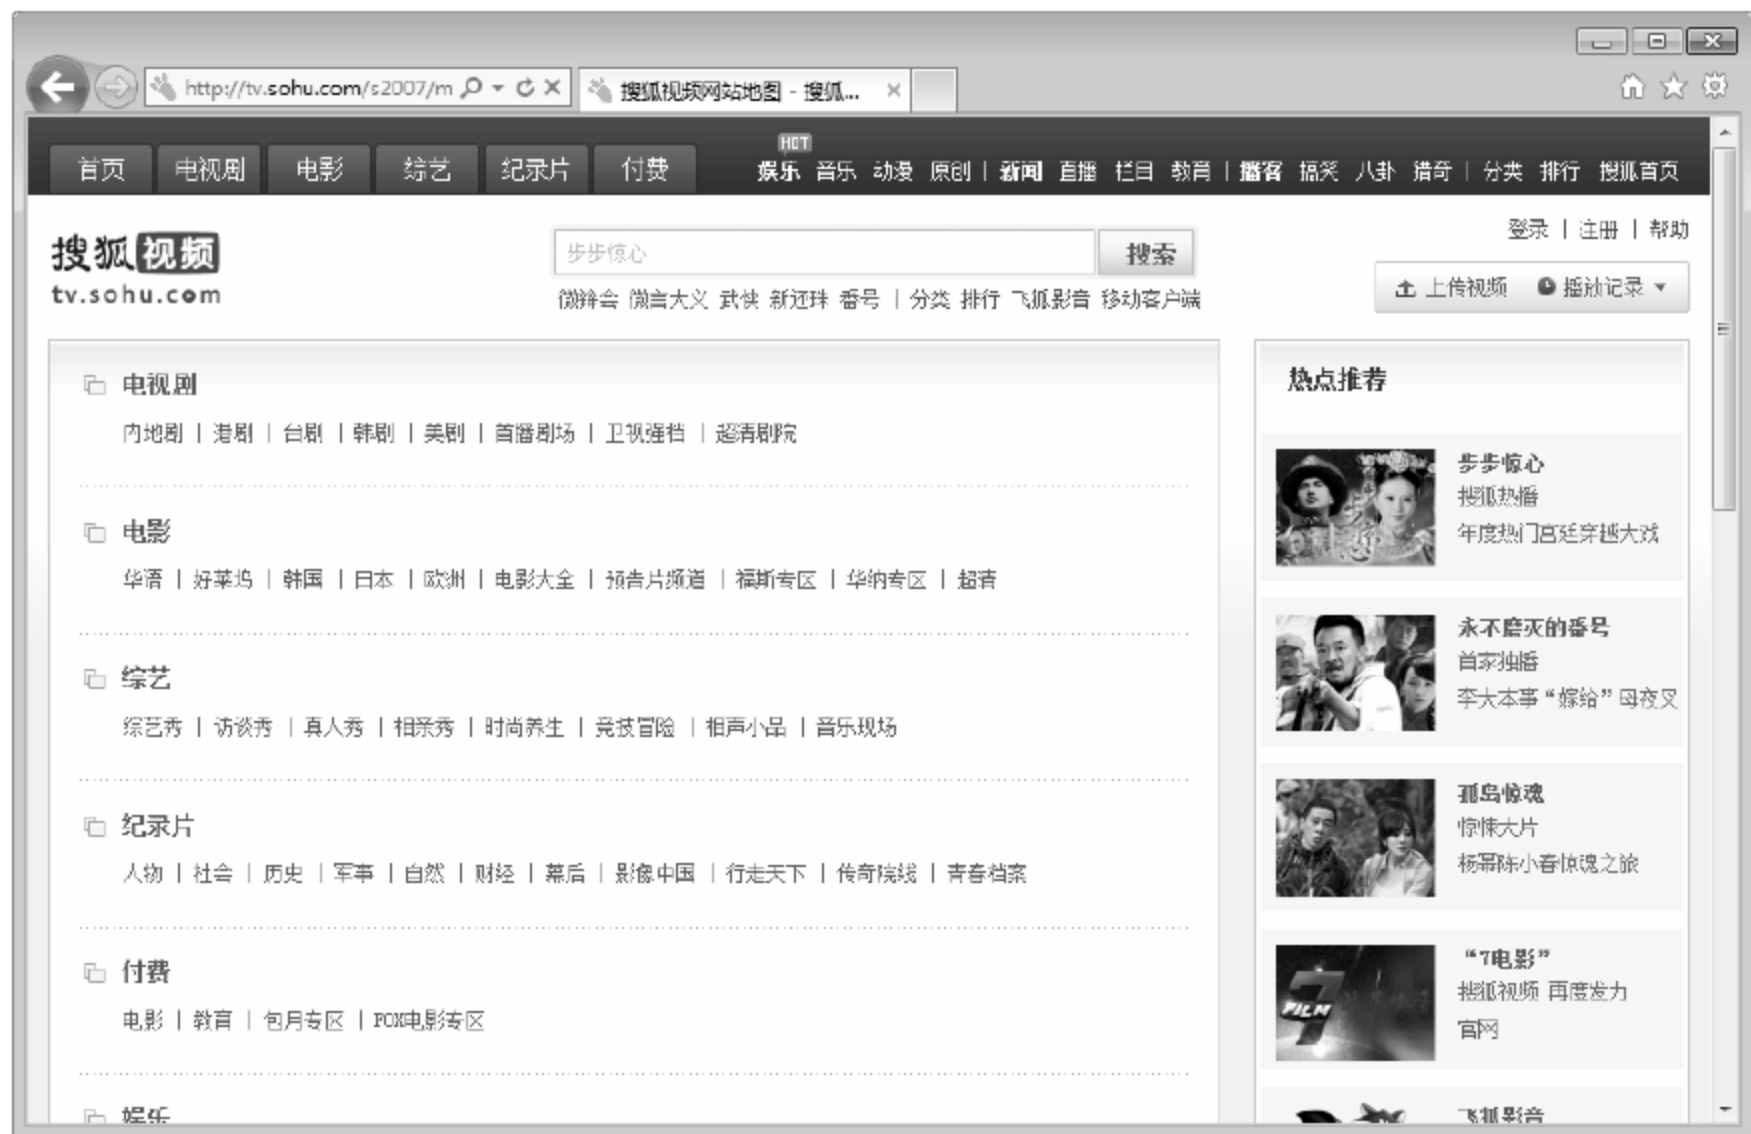 http://tv.sohu.com/s2007/m
搜狐视频网站地图 - 搜狐...
HOT
首页 电视剧 电影 综艺 纪录片 付费 娱乐 音乐 动漫 原创 | 新闻 直播 栏目 教育 | 播客 搞笑 八卦 猎奇 | 分类 排行 搜狐首页
登录 | 注册 | 帮助
搜狐视频
tv.sohu.com
步步惊心 搜索
微辩会 微言大义 武侠 新还珠 番号 | 分类 排行 飞狐影音 移动客户端
上传视频 播放记录
电视剧
内地剧 | 港剧 | 台剧 | 韩剧 | 美剧 | 首播剧场 | 卫视强档 | 超清剧院
电影
华语 | 好莱坞 | 韩国 | 日本 | 欧洲 | 电影大全 | 预告片频道 | 福斯专区 | 华纳专区 | 超清
综艺
综艺秀 | 访谈秀 | 真人秀 | 相亲秀 | 时尚养生 | 竞技冒险 | 相声小品 | 音乐现场
纪录片
人物 | 社会 | 历史 | 军事 | 自然 | 财经 | 幕后 | 影像中国 | 行走天下 | 传奇院线 | 青春档案
付费
电影 | 教育 | 包月专区 | FOX电影专区
娱乐
热点推荐
步步惊心
搜狐热播
年度热门宫廷穿越大戏
永不磨灭的番号
首家独播
李大本事“嫁给”母夜叉
孤岛惊魂
惊悚大片
杨幂陈小春惊魂之旅
7
FILM
“7电影”
搜狐视频 再度发力
官网
飞狐影音